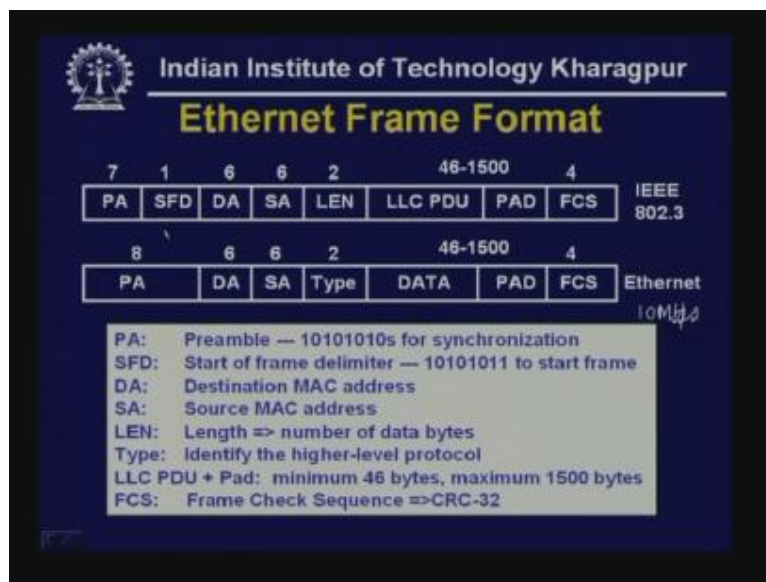 Indian Institute of Technology Kharagpur
Ethernet Frame Format
7 1 6 6 2 46-1500 4
PA SFD DA SA LEN LLC PDU PAD FCS IEEE
802.3
8 6 6 2 46-1500 4
PA DA SA Type DATA PAD FCS Ethernet
PA: Preamble --- 10101010s for synchronization
SFD: Start of frame delimiter --- 10101011 to start frame
DA: Destination MAC address
SA: Source MAC address
LEN: Length => number of data bytes
Type: Identify the higher-level protocol
LLC PDU + Pad: minimum 46 bytes, maximum 1500 bytes
FCS: Frame Check Sequence =>CRC-32